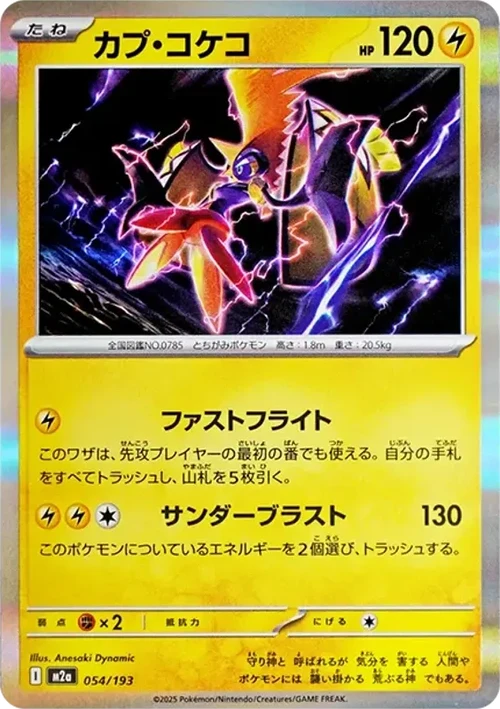 たね
カプ・コケコ
HP 120
全国図鑑NO.0785 とちがみポケモン 高さ:1.8m 重さ:20.5kg
ファストフライト
このワザは、先攻プレイヤーの最初の番でも使える。自分の手札
をすべてトラッシュし、山札を5枚引く。
サンダーブラスト 130
このポケモンについているエネルギーを2個選び、トラッシュする。
弱点 ×2 抵抗力 にげる
Illus. Anesaki Dynamic
I m2a 054/193
守り神と 呼ばれるが 気分を 害する 人間や
ポケモンには 襲い掛かる 荒ぶる神でも ある。
©2025 Pokémon/Nintendo/Creatures/GAME FREAK.